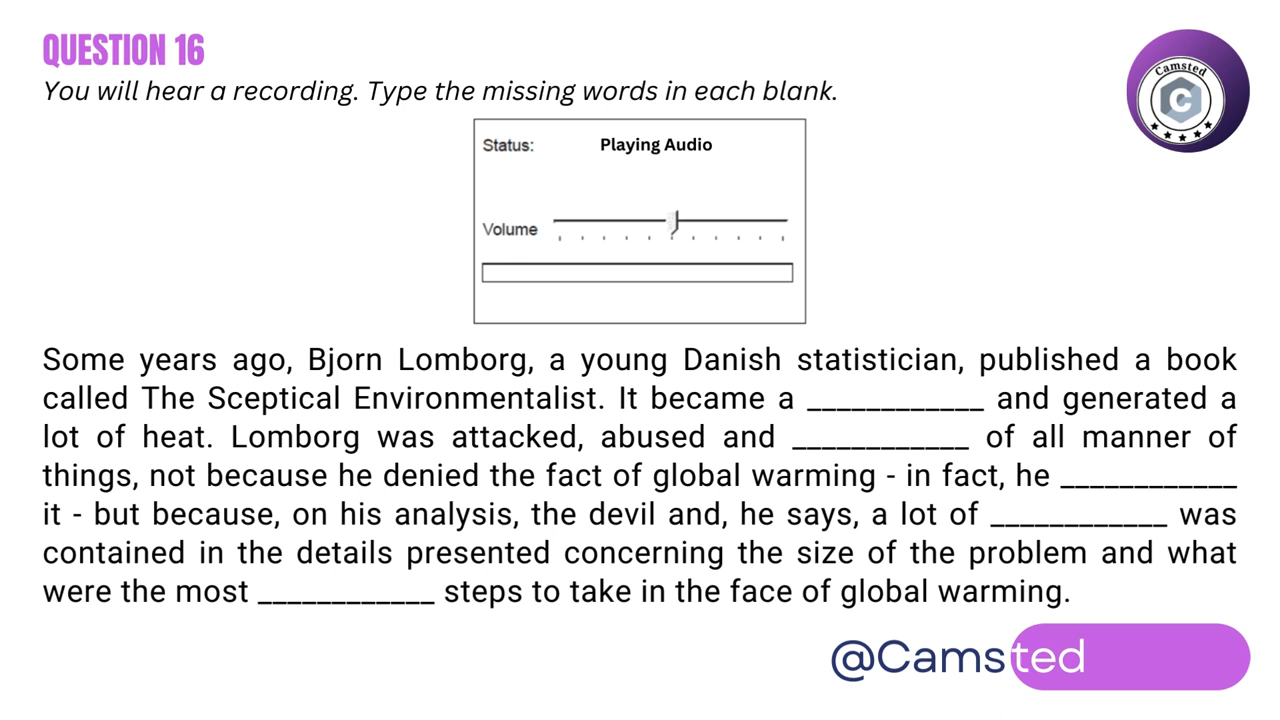 QUESTION 16
You will hear a recording. Type the missing words in each blank.
Camsted
C
Status: Playing Audio
Volume
Some years ago, Bjorn Lomborg, a young Danish statistician, published a book
called The Sceptical Environmentalist. It became a ____________ and generated a
lot of heat. Lomborg was attacked, abused and ____________ of all manner of
things, not because he denied the fact of global warming - in fact, he ____________
it - but because, on his analysis, the devil and, he says, a lot of ____________ was
contained in the details presented concerning the size of the problem and what
were the most ____________ steps to take in the face of global warming.
@Camsted